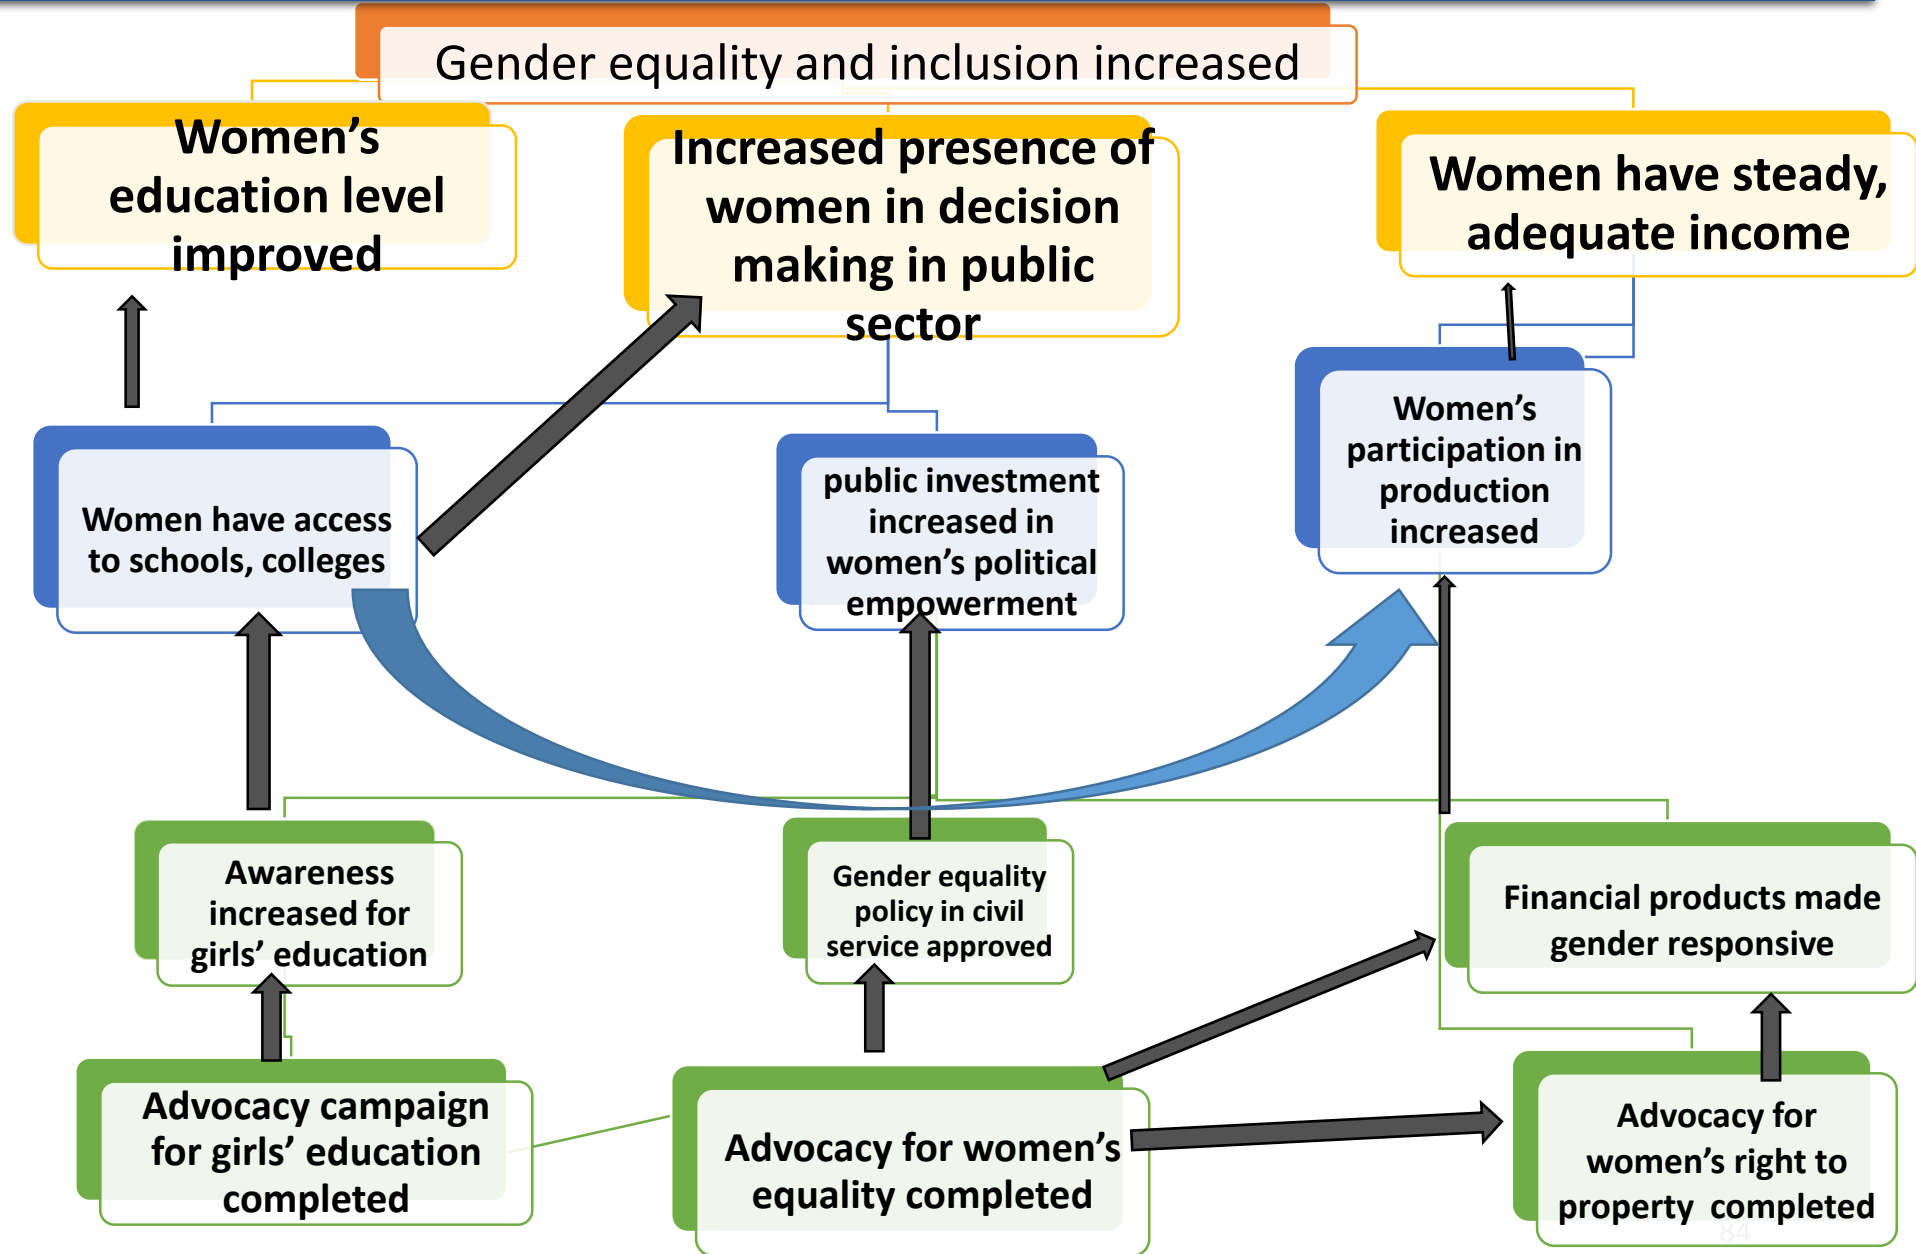 Gender equality and inclusion increased
Women's
education level
improved
Increased presence of
women in decision
making in public
sector
Women have steady,
adequate income
Women have access
to schools, colleges
public investment
increased in
women's political
empowerment
Women's
participation in
production
increased
Awareness
increased for
girls' education
Gender equality
policy in civil
service approved
Financial products made
gender responsive
Advocacy campaign
for girls' education
completed
Advocacy for women's
equality completed
Advocacy for
women's right to
property completed
84